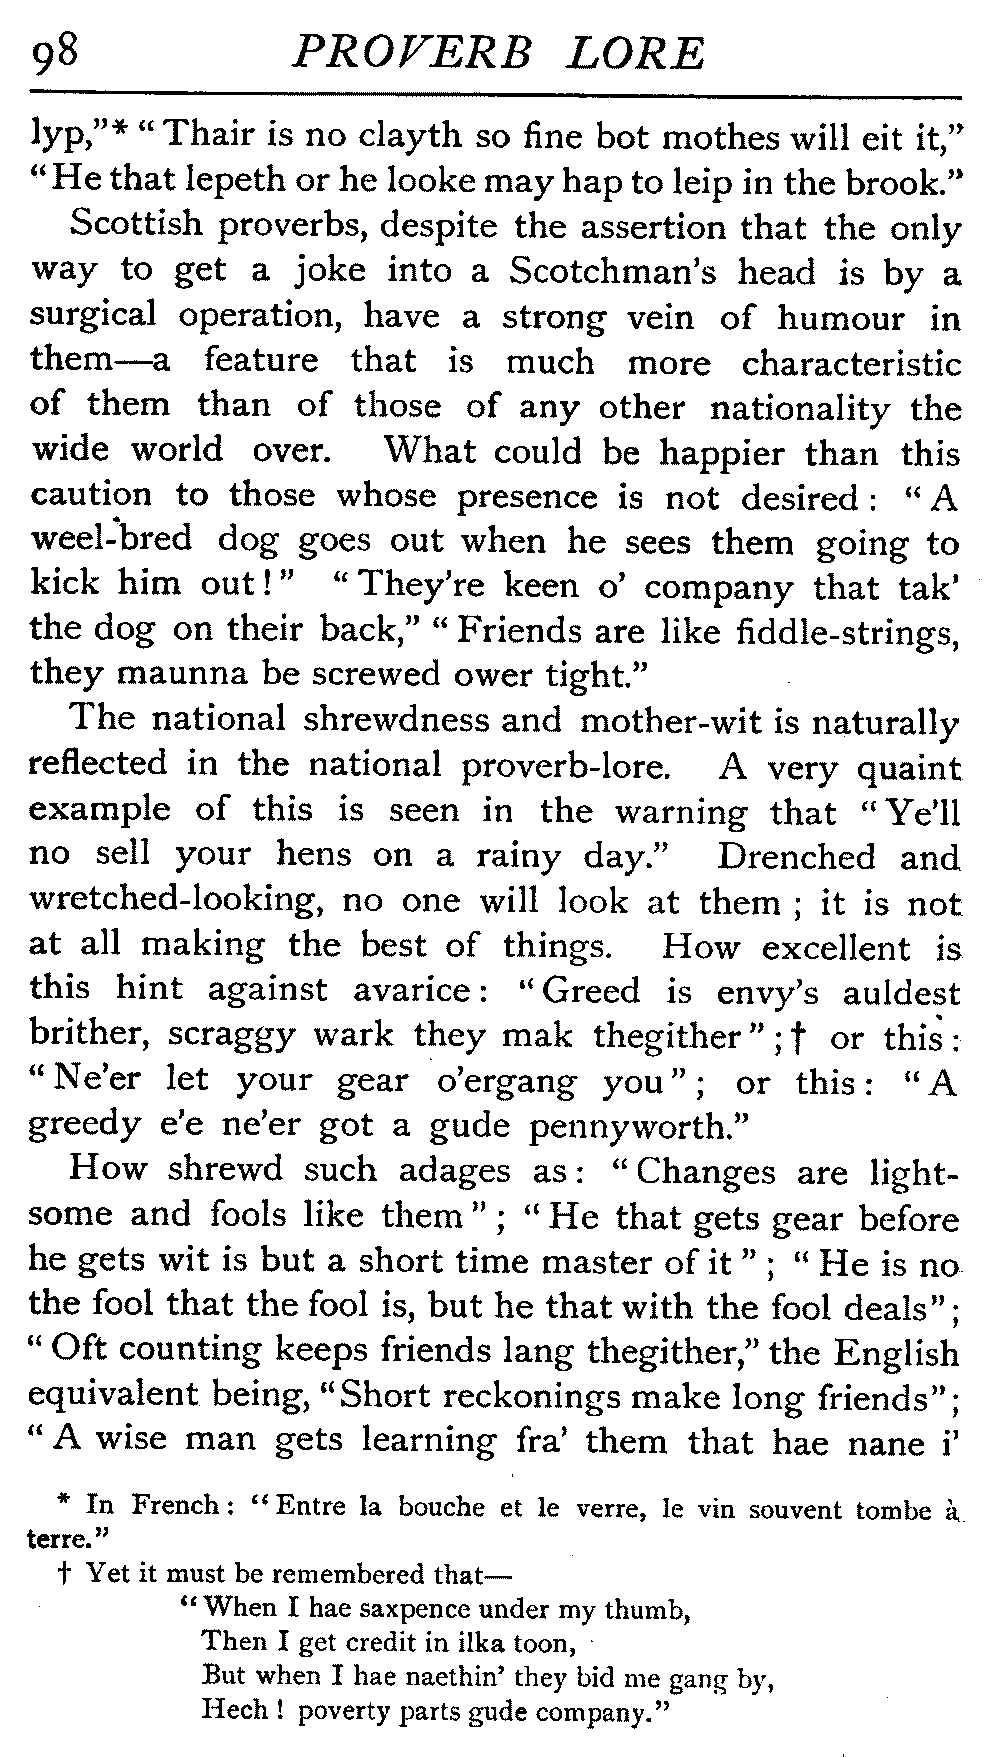 98 PROVERB LORE
lyp,"* "Thair is no clayth so fine bot mothes will eit it,"
"He that lepeth or he looke may hap to leip in the brook."
Scottish proverbs, despite the assertion that the only
way to get a joke into a Scotchman's head is by a
surgical operation, have a strong vein of humour in
them—a feature that is much more characteristic
of them than of those of any other nationality the
wide world over. What could be happier than this
caution to those whose presence is not desired: "A
weel-bred dog goes out when he sees them going to
kick him out!" "They're keen o' company that tak'
the dog on their back," "Friends are like fiddle-strings,
they maunna be screwed ower tight."
The national shrewdness and mother-wit is naturally
reflected in the national proverb-lore. A very quaint
example of this is seen in the warning that "Ye'll
no sell your hens on a rainy day." Drenched and
wretched-looking, no one will look at them; it is not
at all making the best of things. How excellent is
this hint against avarice: "Greed is envy's auldest
brither, scraggy wark they mak thegither";† or this:
"Ne'er let your gear o'ergang you"; or this: "A
greedy e'e ne'er got a gude pennyworth."
How shrewd such adages as: "Changes are light-
some and fools like them"; "He that gets gear before
he gets wit is but a short time master of it"; "He is no
the fool that the fool is, but he that with the fool deals";
"Oft counting keeps friends lang thegither," the English
equivalent being, "Short reckonings make long friends";
"A wise man gets learning fra' them that hae nane i'
* In French: "Entre la bouche et le verre, le vin souvent tombe à
terre."
† Yet it must be remembered that—
"When I hae saxpence under my thumb,
Then I get credit in ilka toon,
But when I hae naethin' they bid me gang by,
Hech! poverty parts gude company."